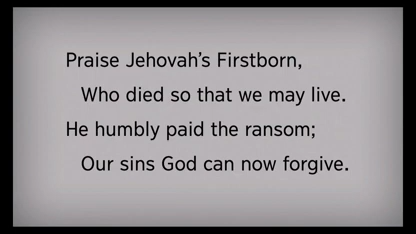 Praise Jehovah’s Firstborn,
Who died so that we may live.
He humbly paid the ransom;
Our sins God can now forgive.